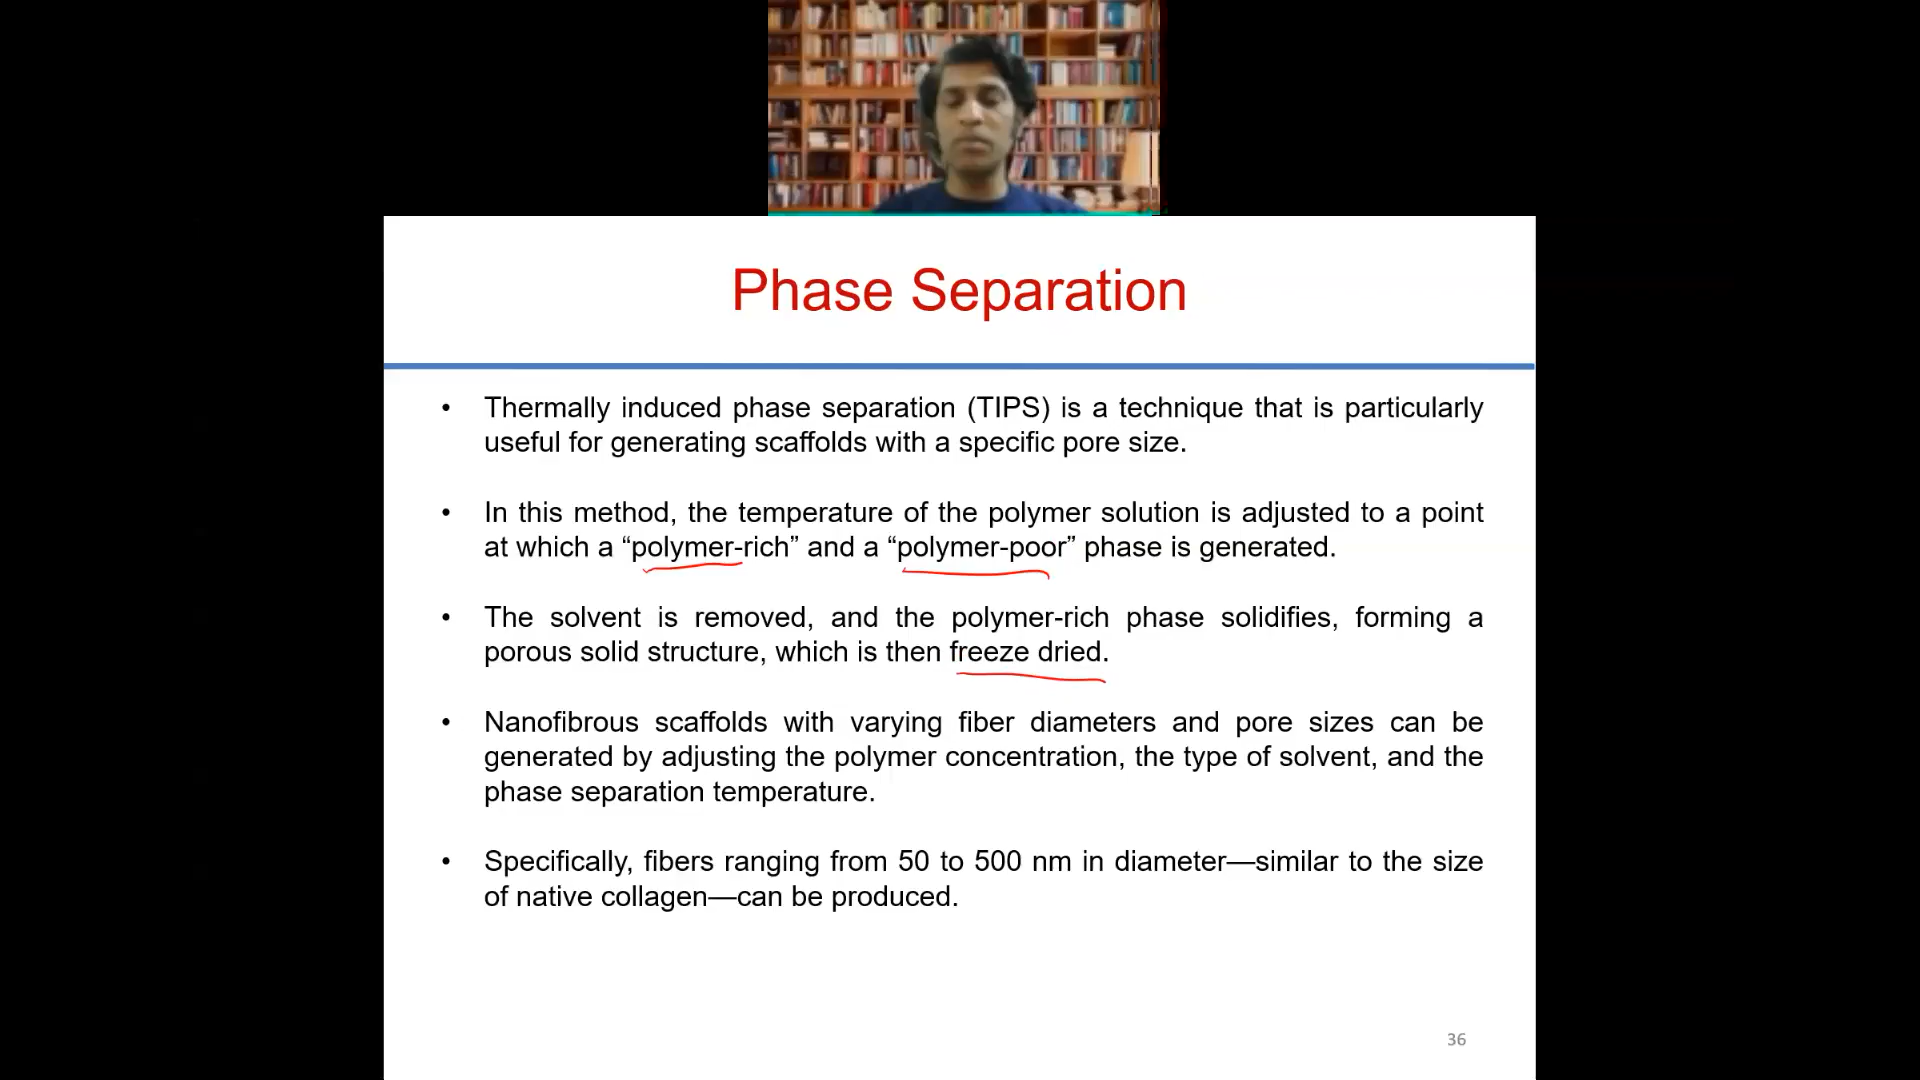 Phase Separation
• Thermally induced phase separation (TIPS) is a technique that is particularly
useful for generating scaffolds with a specific pore size.
• In this method, the temperature of the polymer solution is adjusted to a point
at which a “polymer-rich” and a “polymer-poor” phase is generated.
• The solvent is removed, and the polymer-rich phase solidifies, forming a
porous solid structure, which is then freeze dried.
• Nanofibrous scaffolds with varying fiber diameters and pore sizes can be
generated by adjusting the polymer concentration, the type of solvent, and the
phase separation temperature.
• Specifically, fibers ranging from 50 to 500 nm in diameter—similar to the size
of native collagen—can be produced.
36